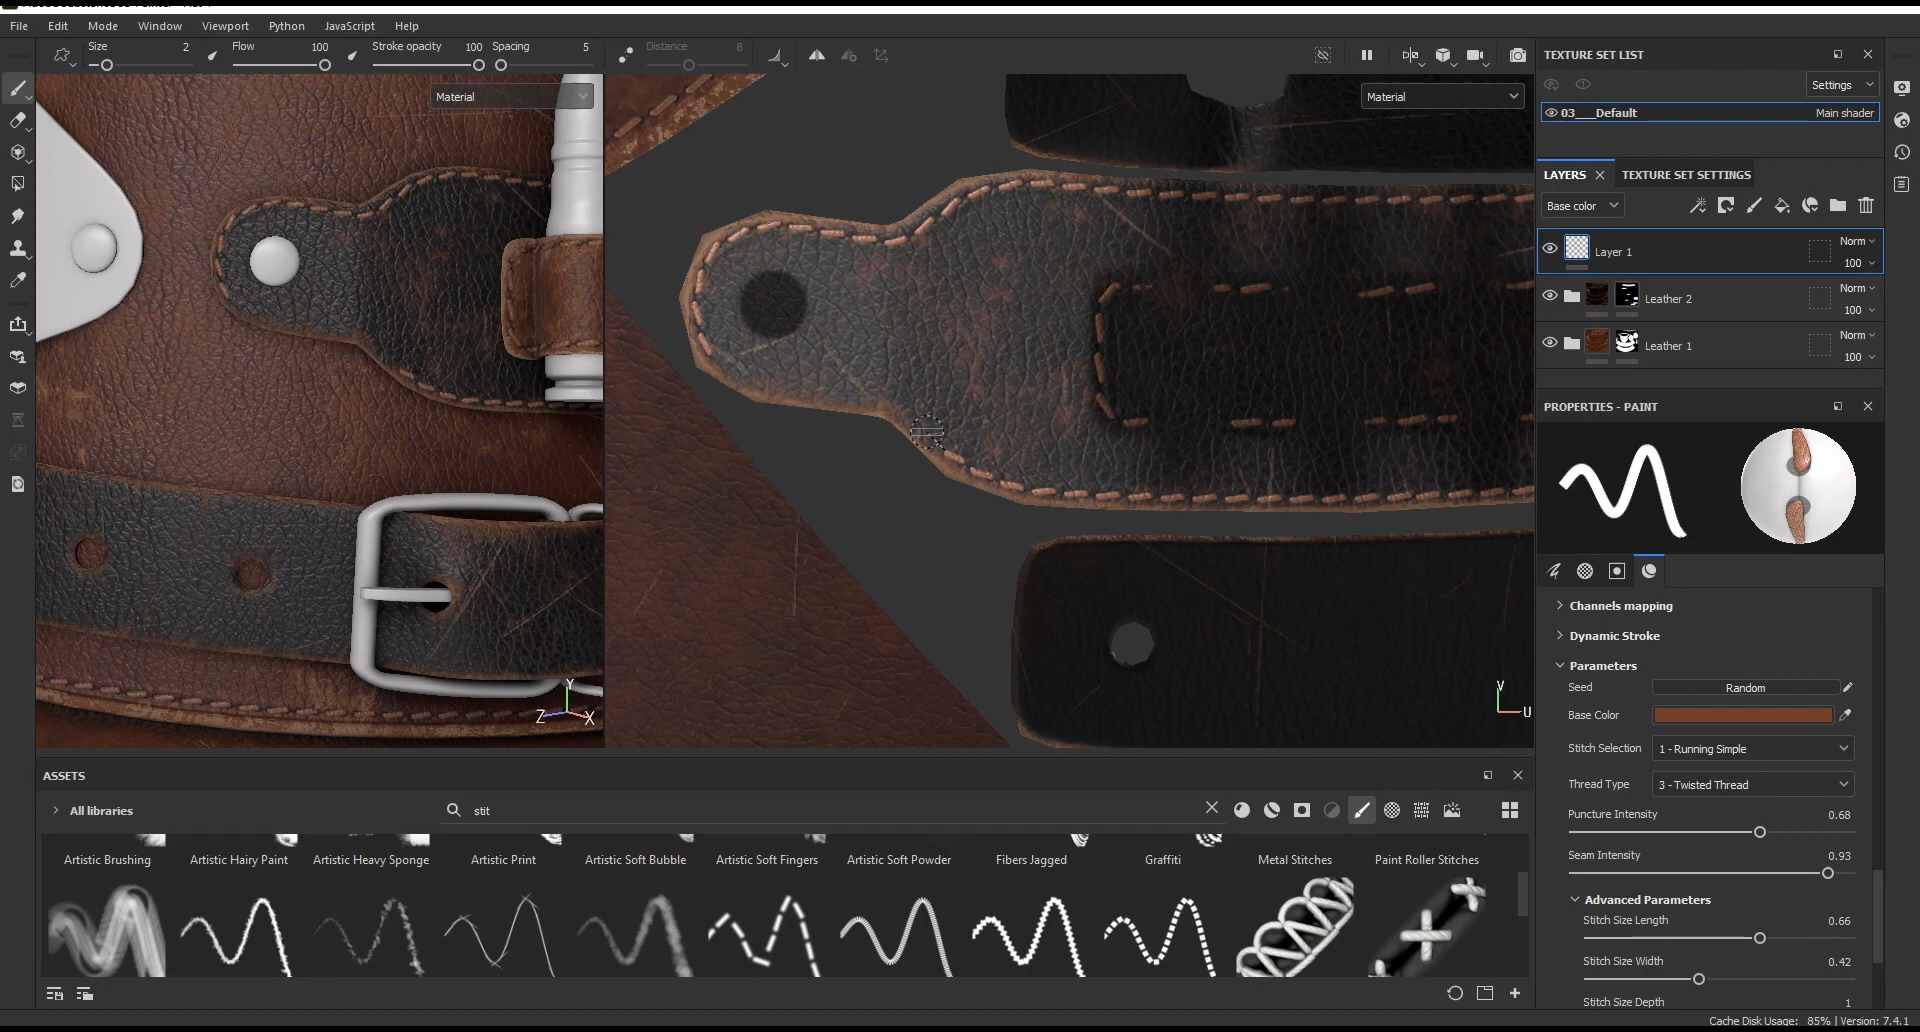 File Edit Mode Window Viewport Python JavaScript Help
Size 2 Flow 100 Stroke opacity 100 Spacing 5 Distance 8
Material
Material
TEXTURE SET LIST
Settings
03___Default Main shader
LAYERS TEXTURE SET SETTINGS
Base color
Layer 1 Norm 100
Leather 2 Norm 100
Leather 1 Norm 100
PROPERTIES - PAINT
Channels mapping
Dynamic Stroke
Parameters
Seed Random
Base Color
Stitch Selection 1 - Running Simple
Thread Type 3 - Twisted Thread
Puncture Intensity 0.68
Seam Intensity 0.93
Advanced Parameters
Stitch Size Length 0.66
Stitch Size Width 0.42
Stitch Size Depth 1
Y
Z X
V
U
ASSETS
All libraries stit
Artistic Brushing Artistic Hairy Paint Artistic Heavy Sponge Artistic Print Artistic Soft Bubble Artistic Soft Fingers Artistic Soft Powder Fibers Jagged Graffiti Metal Stitches Paint Roller Stitches
Cache Disk Usage: 85% | Version: 7.4.1